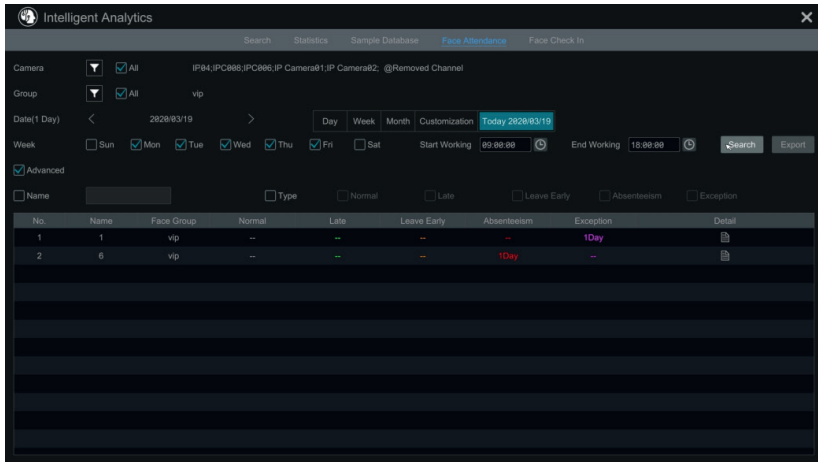 Intelligent Analytics
Search Statistics Sample Database Face Attendance Face Check In
Camera All IP04;IPC008;IPC006;IP Camera01;IP Camera02; @Removed Channel
Group All vip
Date(1 Day) 2020/03/19 Day Week Month Customization Today 2020/03/19
Week Sun Mon Tue Wed Thu Fri Sat Start Working 09:00:00 End Working 18:00:00 Search Export
Advanced
Name Type Normal Late Leave Early Absenteeism Exception
No. Name Face Group Normal Late Leave Early Absenteeism Exception Detail
1 1 vip -- -- -- -- 1Day
2 6 vip -- -- -- 1Day --